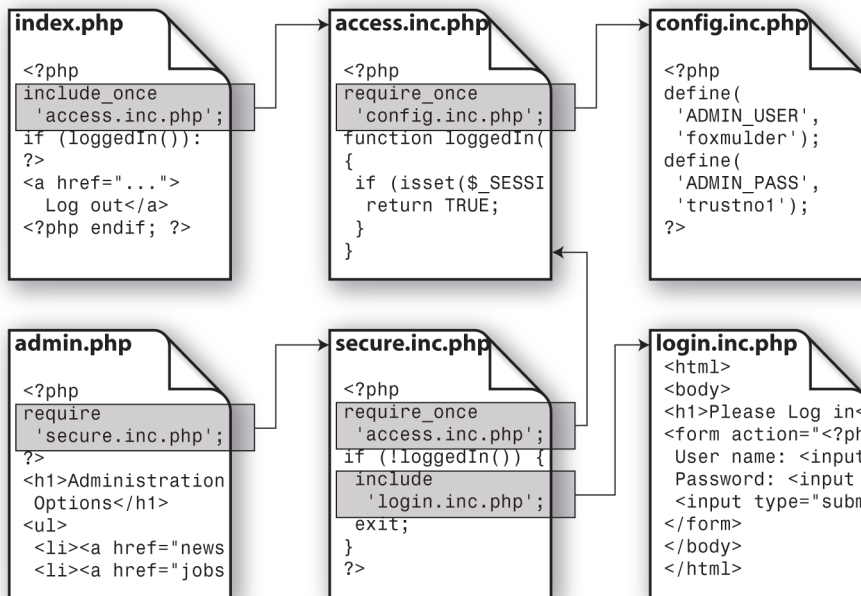 index.php
<?php
include_once
'access.inc.php';
if (loggedIn()):
?>
<a href="...">
Log out</a>
<?php endif; ?>
access.inc.php
<?php
require_once
'config.inc.php';
function loggedIn(
{
if (isset($_SESSI
return TRUE;
}
}
config.inc.php
<?php
define(
'ADMIN_USER',
'foxmulder');
define(
'ADMIN_PASS',
'trustno1');
?>
admin.php
<?php
require
'secure.inc.php';
?>
<h1>Administration
Options</h1>
<ul>
<li><a href="news
<li><a href="jobs
secure.inc.php
<?php
require_once
'access.inc.php';
if (!loggedIn()) {
include
'login.inc.php';
exit;
}
?>
login.inc.php
<html>
<body>
<h1>Please Log in<
<form action="<?ph
User name: <input
Password: <input
<input type="subm
</form>
</body>
</html>